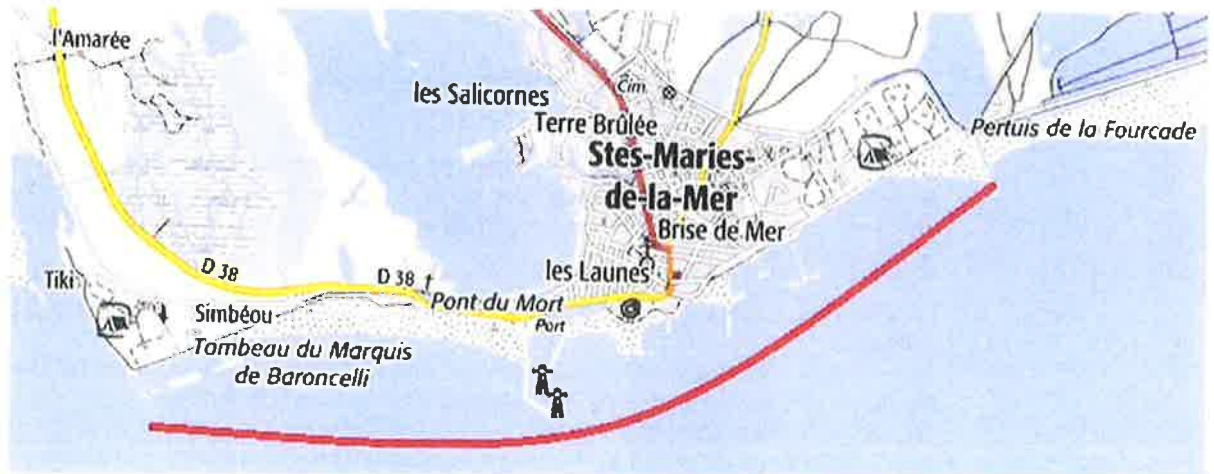 l'Amarée
les Salicornes
Cim.
Terre Brûlée
Pertuis de la Fourcade
Stes-Maries-
de-la-Mer
Brise de Mer
D 38
D 38
les Launes
Tiki
Pont du Mort
Simbéou
Port
Tombeau du Marquis
de Baroncelli